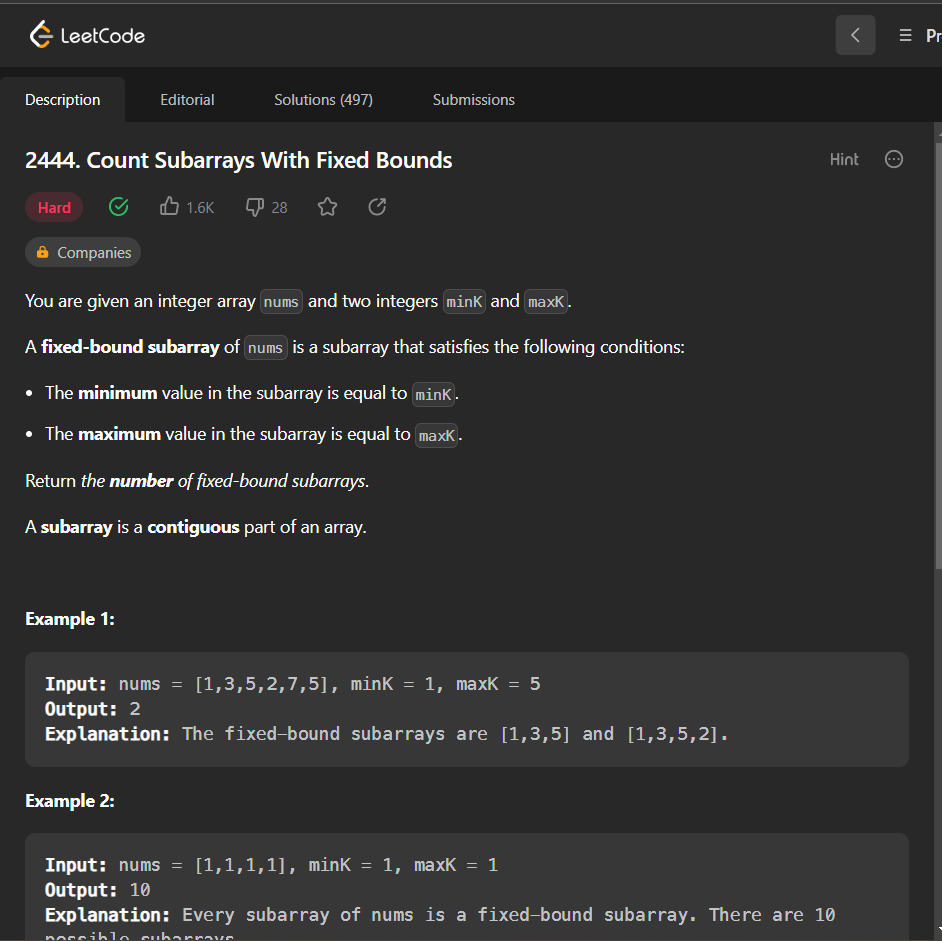 LeetCode
Pr
Description Editorial Solutions (497) Submissions
2444. Count Subarrays With Fixed Bounds Hint
Hard 1.6K 28
Companies
You are given an integer array nums and two integers minK and maxK.
A fixed-bound subarray of nums is a subarray that satisfies the following conditions:
• The minimum value in the subarray is equal to minK.
• The maximum value in the subarray is equal to maxK.
Return the number of fixed-bound subarrays.
A subarray is a contiguous part of an array.
Example 1:
Input: nums = [1,3,5,2,7,5], minK = 1, maxK = 5
Output: 2
Explanation: The fixed-bound subarrays are [1,3,5] and [1,3,5,2].
Example 2:
Input: nums = [1,1,1,1], minK = 1, maxK = 1
Output: 10
Explanation: Every subarray of nums is a fixed-bound subarray. There are 10
possible subarrays.